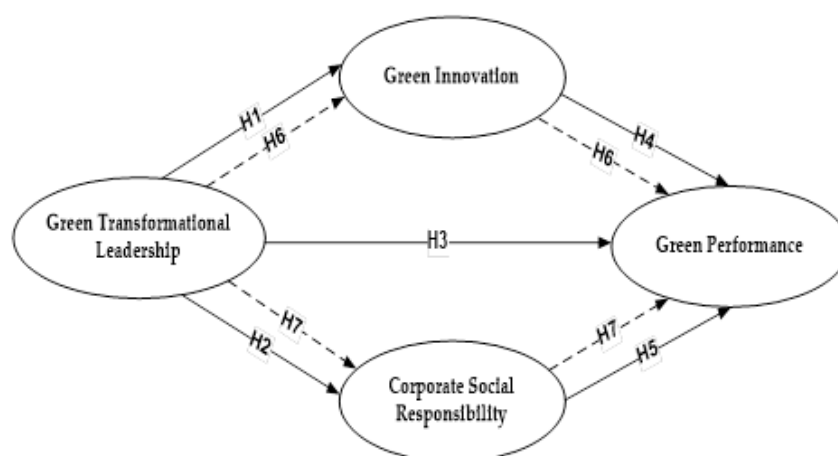 Green Innovation
H1
H6
H4
H6
Green Transformational
Leadership
H3
Green Performance
H7
H2
H7
H5
Corporate Social
Responsibility